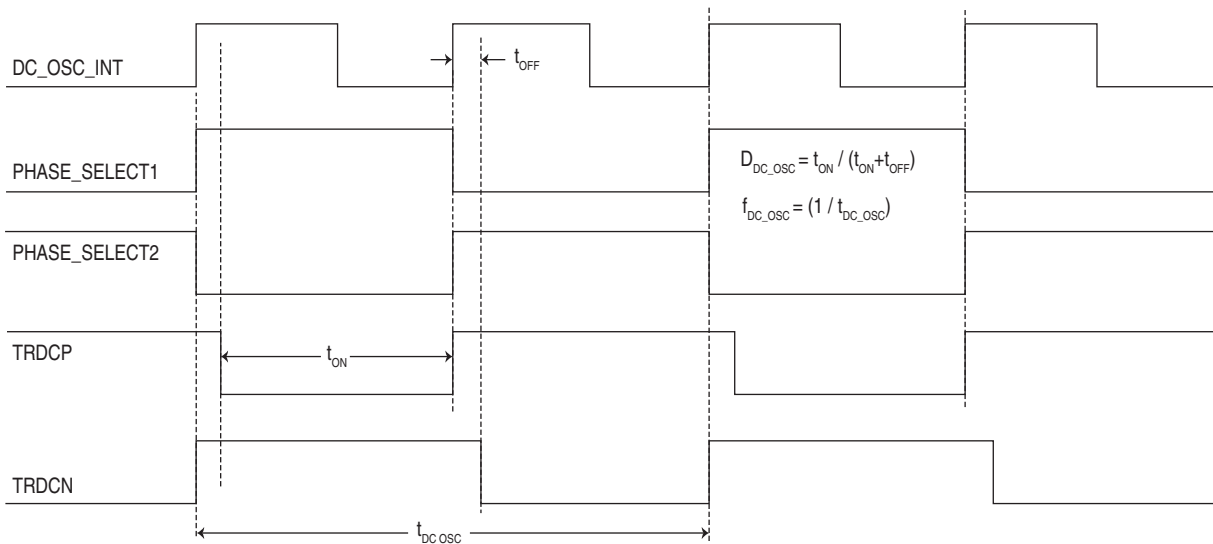 DC_OSC_INT
t_OFF
PHASE_SELECT1
D_DC_OSC = t_ON / (t_ON+t_OFF)
f_DC_OSC = (1 / t_DC_OSC)
PHASE_SELECT2
TRDCP
t_ON
TRDCN
t_DC OSC